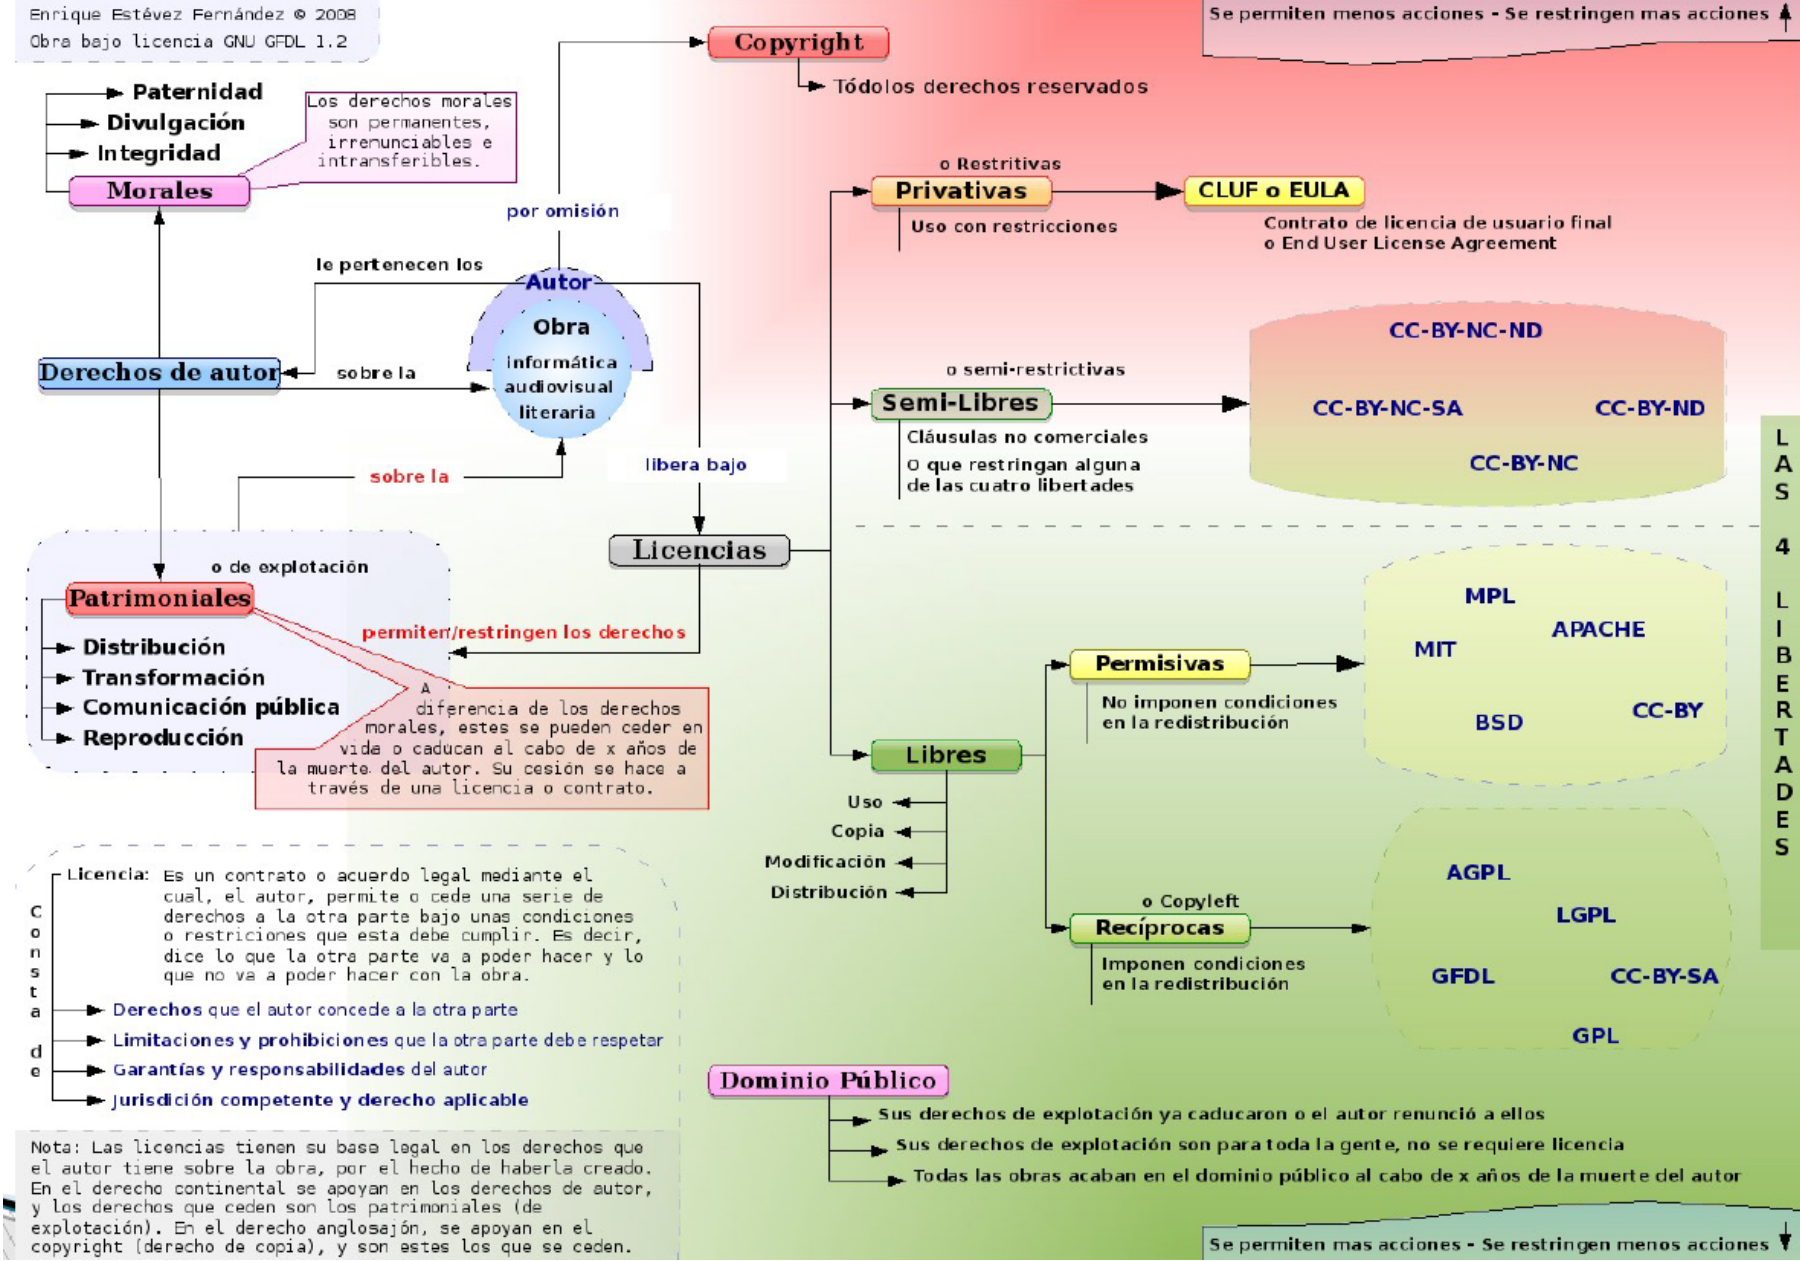 Enrique Estévez Fernández © 2008
Obra bajo licencia GNU GFDL 1.2
Se permiten menos acciones - Se restringen mas acciones
Copyright
Tódolos derechos reservados
Paternidad
Divulgación
Integridad
Morales
Los derechos morales
son permanentes,
irrenunciables e
intransferibles.
por omisión
le pertenecen los
Autor
Obra
informática
audiovisual
literaria
Derechos de autor
sobre la
sobre la
libera bajo
Licencias
o de explotación
Patrimoniales
Distribución
Transformación
Comunicación pública
Reproducción
permiten/restringen los derechos
A
diferencia de los derechos
morales, estes se pueden ceder en
vida o caducan al cabo de x años de
la muerte del autor. Su cesión se hace a
través de una licencia o contrato.
o Restritivas
Privativas
Uso con restricciones
CLUF o EULA
Contrato de licencia de usuario final
o End User License Agreement
o semi-restrictivas
Semi-Libres
Cláusulas no comerciales
O que restringan alguna
de las cuatro libertades
CC-BY-NC-ND
CC-BY-NC-SA
CC-BY-ND
CC-BY-NC
LAS 4 LIBERTADES
Libres
Uso
Copia
Modificación
Distribución
Permisivas
No imponen condiciones
en la redistribución
MPL
APACHE
MIT
CC-BY
BSD
o Copyleft
Recíprocas
Imponen condiciones
en la redistribución
AGPL
LGPL
GFDL
CC-BY-SA
GPL
Consta de
Licencia: Es un contrato o acuerdo legal mediante el
cual, el autor, permite o cede una serie de
derechos a la otra parte bajo unas condiciones
o restriciones que esta debe cumplir. Es decir,
dice lo que la otra parte va a poder hacer y lo
que no va a poder hacer con la obra.
Derechos que el autor concede a la otra parte
Limitaciones y prohibiciones que la otra parte debe respetar
Garantías y responsabilidades del autor
Jurisdición competente y derecho aplicable
Nota: Las licencias tienen su base legal en los derechos que
el autor tiene sobre la obra, por el hecho de haberla creado.
En el derecho continental se apoyan en los derechos de autor,
y los derechos que ceden son los patrimoniales (de
explotación). En el derecho anglosajón, se apoyan en el
copyright (derecho de copia), y son estes los que se ceden.
Dominio Público
Sus derechos de explotación ya caducaron o el autor renunció a ellos
Sus derechos de explotación son para toda la gente, no se requiere licencia
Todas las obras acaban en el dominio público al cabo de x años de la muerte del autor
Se permiten mas acciones - Se restringen menos acciones